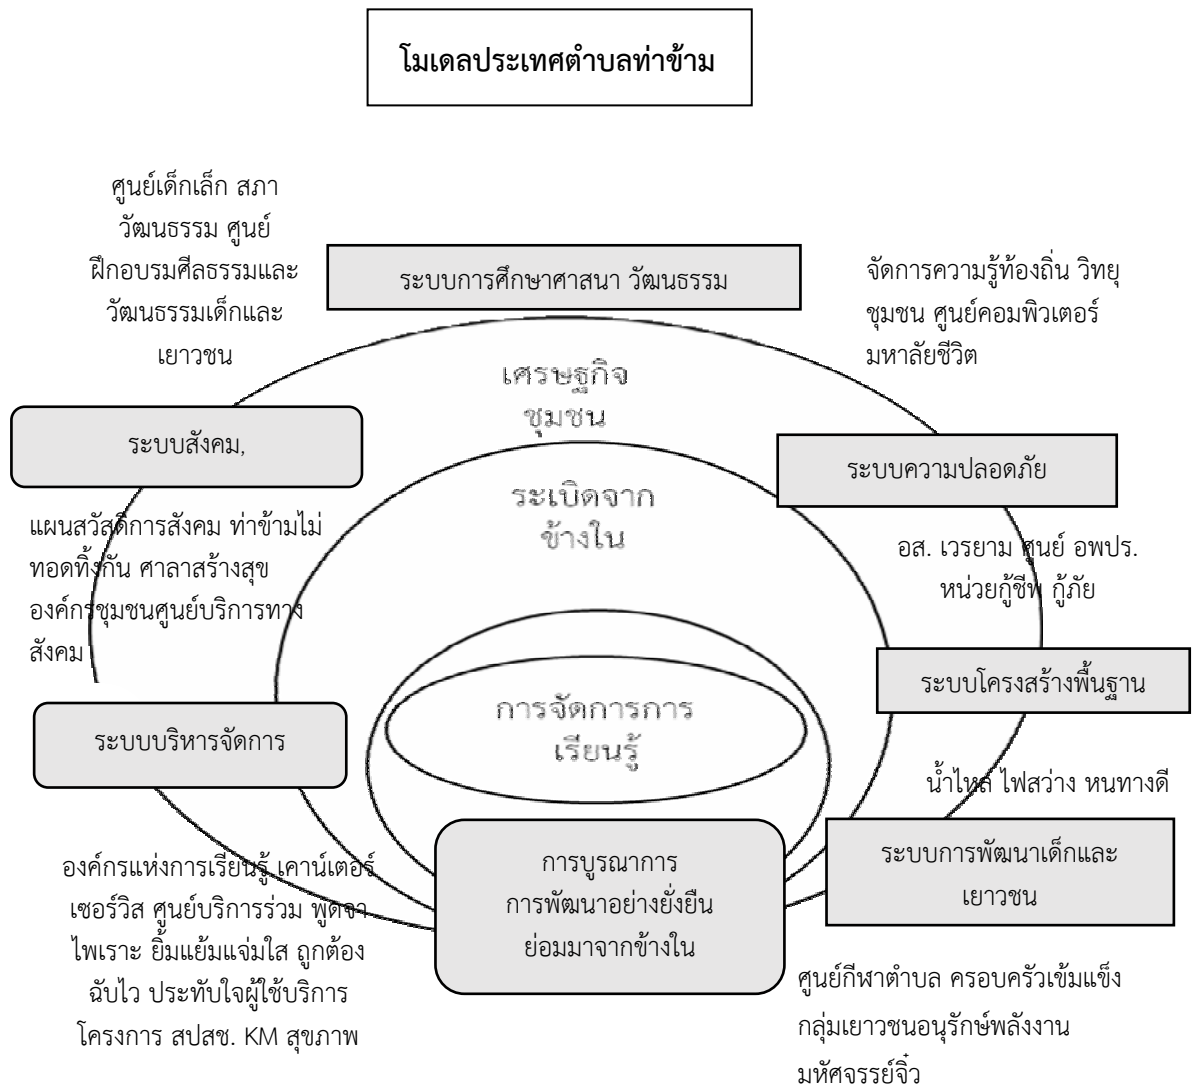 โมเดลประเทศตำบลท่าข้าม
ศูนย์เด็กเล็ก สภา
วัฒนธรรม ศูนย์
ฝึกอบรมศีลธรรมและ
วัฒนธรรมเด็กและ
เยาวชน
ระบบการศึกษาศาสนา วัฒนธรรม
จัดการความรู้ท้องถิ่น วิทยุ
ชุมชน ศูนย์คอมพิวเตอร์
มหาลัยชีวิต
เศรษฐกิจ
ชุมชน
ระบบสังคม,
ระบบความปลอดภัย
ระเบิดจาก
ข้างใน
แผนสวัสดิการสังคม ท่าข้ามไม่
ทอดทิ้งกัน ศาลาสร้างสุข
องค์กรชุมชนศูนย์บริการทาง
สังคม
อส. เวรยาม ศูนย์ อพปร.
หน่วยกู้ชีพ กู้ภัย
ระบบโครงสร้างพื้นฐาน
การจัดการการ
เรียนรู้
ระบบบริหารจัดการ
น้ำไหล ไฟสว่าง หนทางดี
องค์กรแห่งการเรียนรู้ เคาน์เตอร์
เซอร์วิส ศูนย์บริการร่วม พูดจา
ไพเราะ ยิ้มแย้มแจ่มใส ถูกต้อง
ฉับไว ประทับใจผู้ใช้บริการ
โครงการ สปสช. KM สุขภาพ
การบูรณาการ
การพัฒนาอย่างยั่งยืน
ย่อมมาจากข้างใน
ระบบการพัฒนาเด็กและ
เยาวชน
ศูนย์กีฬาตำบล ครอบครัวเข้มแข็ง
กลุ่มเยาวชนอนุรักษ์พลังงาน
มหัศจรรย์จิ๋ว